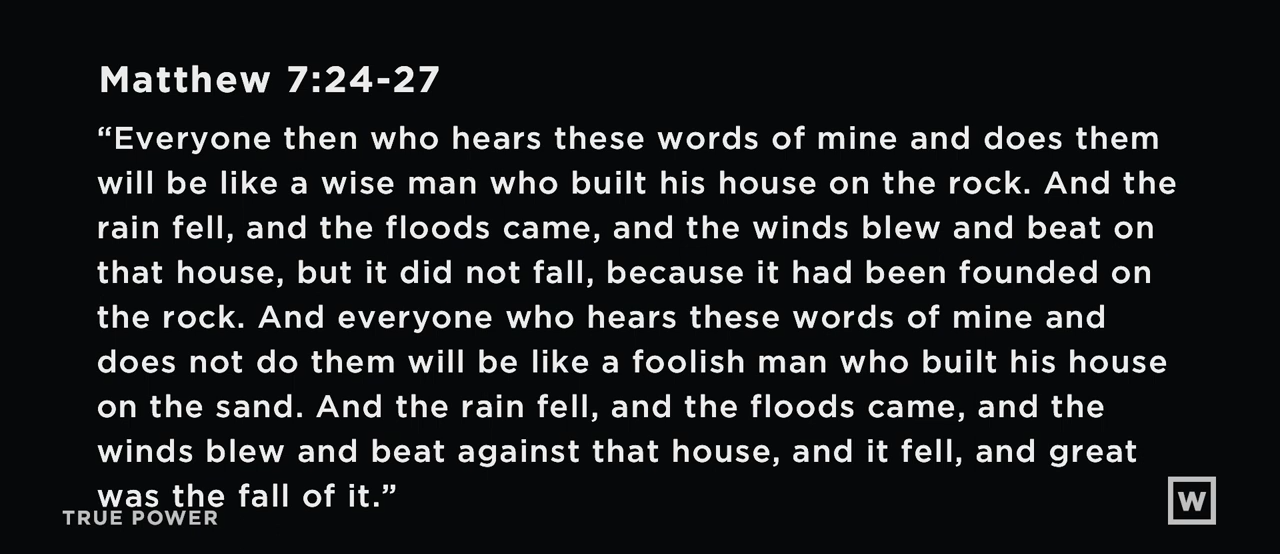 Matthew 7:24-27
“Everyone then who hears these words of mine and does them
will be like a wise man who built his house on the rock. And the
rain fell, and the floods came, and the winds blew and beat on
that house, but it did not fall, because it had been founded on
the rock. And everyone who hears these words of mine and
does not do them will be like a foolish man who built his house
on the sand. And the rain fell, and the floods came, and the
winds blew and beat against that house, and it fell, and great
was the fall of it.”
TRUE POWER
W